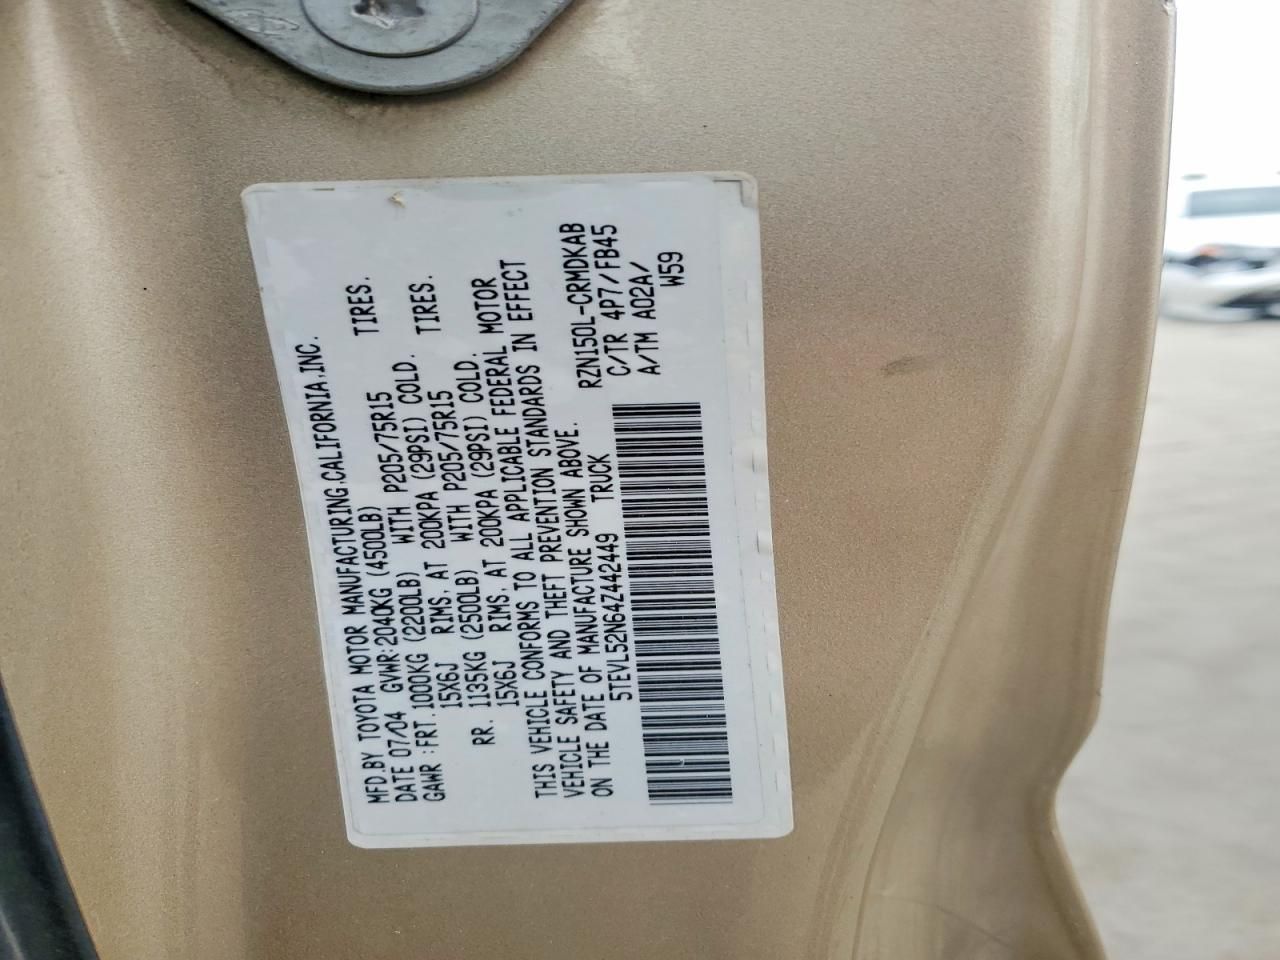 MFD.BY TOYOTA MOTOR MANUFACTURING.CALIFORNIA,INC.
DATE 07/04 GVWR:2040KG (4500LB)
GAWR :FRT.1000KG (2200LB) WITH P205/75R15 TIRES.
15X6J RIMS, AT 200KPA (29PSI) COLD.
RR. 1135KG (2500LB) WITH P205/75R15 TIRES.
15X6J RIMS, AT 200KPA (29PSI) COLD.
THIS VEHICLE CONFORMS TO ALL APPLICABLE FEDERAL MOTOR
VEHICLE SAFETY AND THEFT PREVENTION STANDARDS IN EFFECT
ON THE DATE OF MANUFACTURE SHOWN ABOVE.
5TEVL52N64Z442449 TRUCK
RZN150L-CRMDKAB
C/TR 4P7/FB45
A/TM A02A/
W59